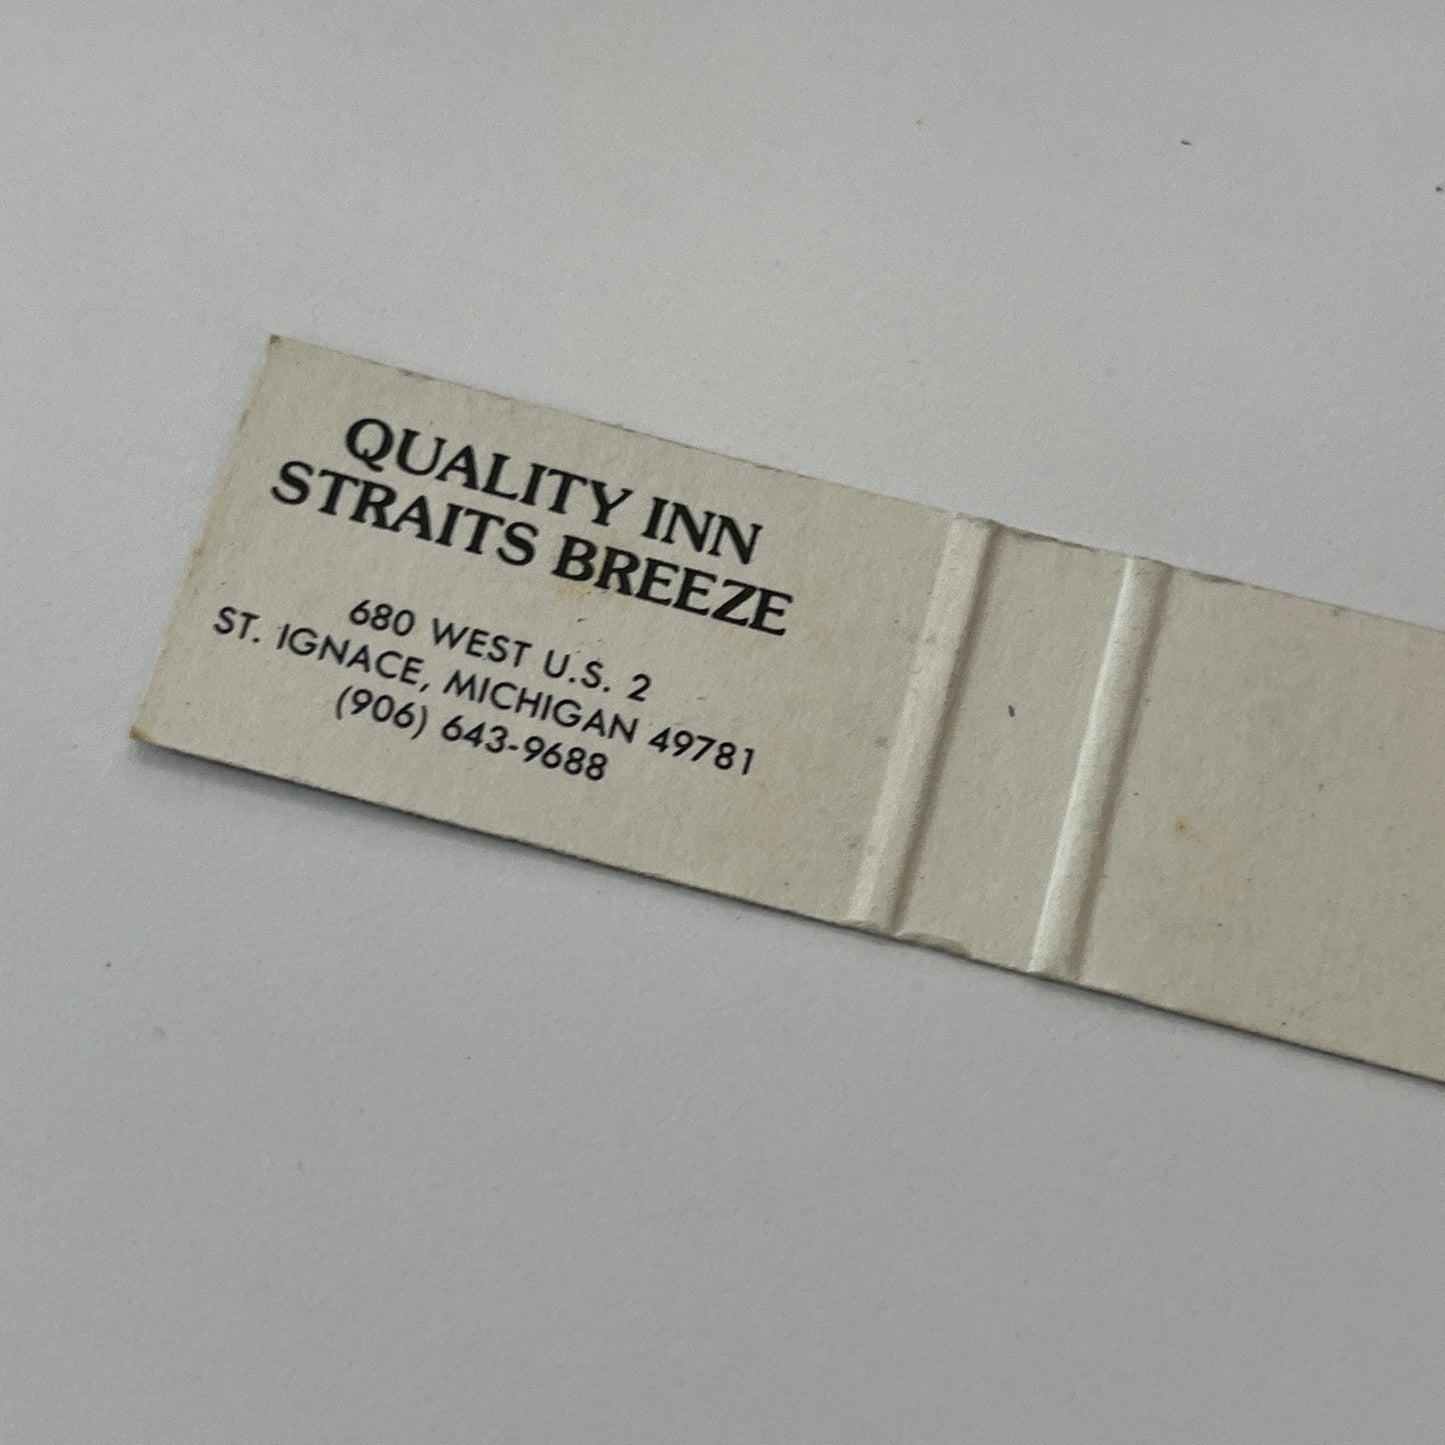 QUALITY INN
STRAITS BREEZE
680 WEST U.S. 2
ST. IGNACE, MICHIGAN 49781
(906) 643-9688